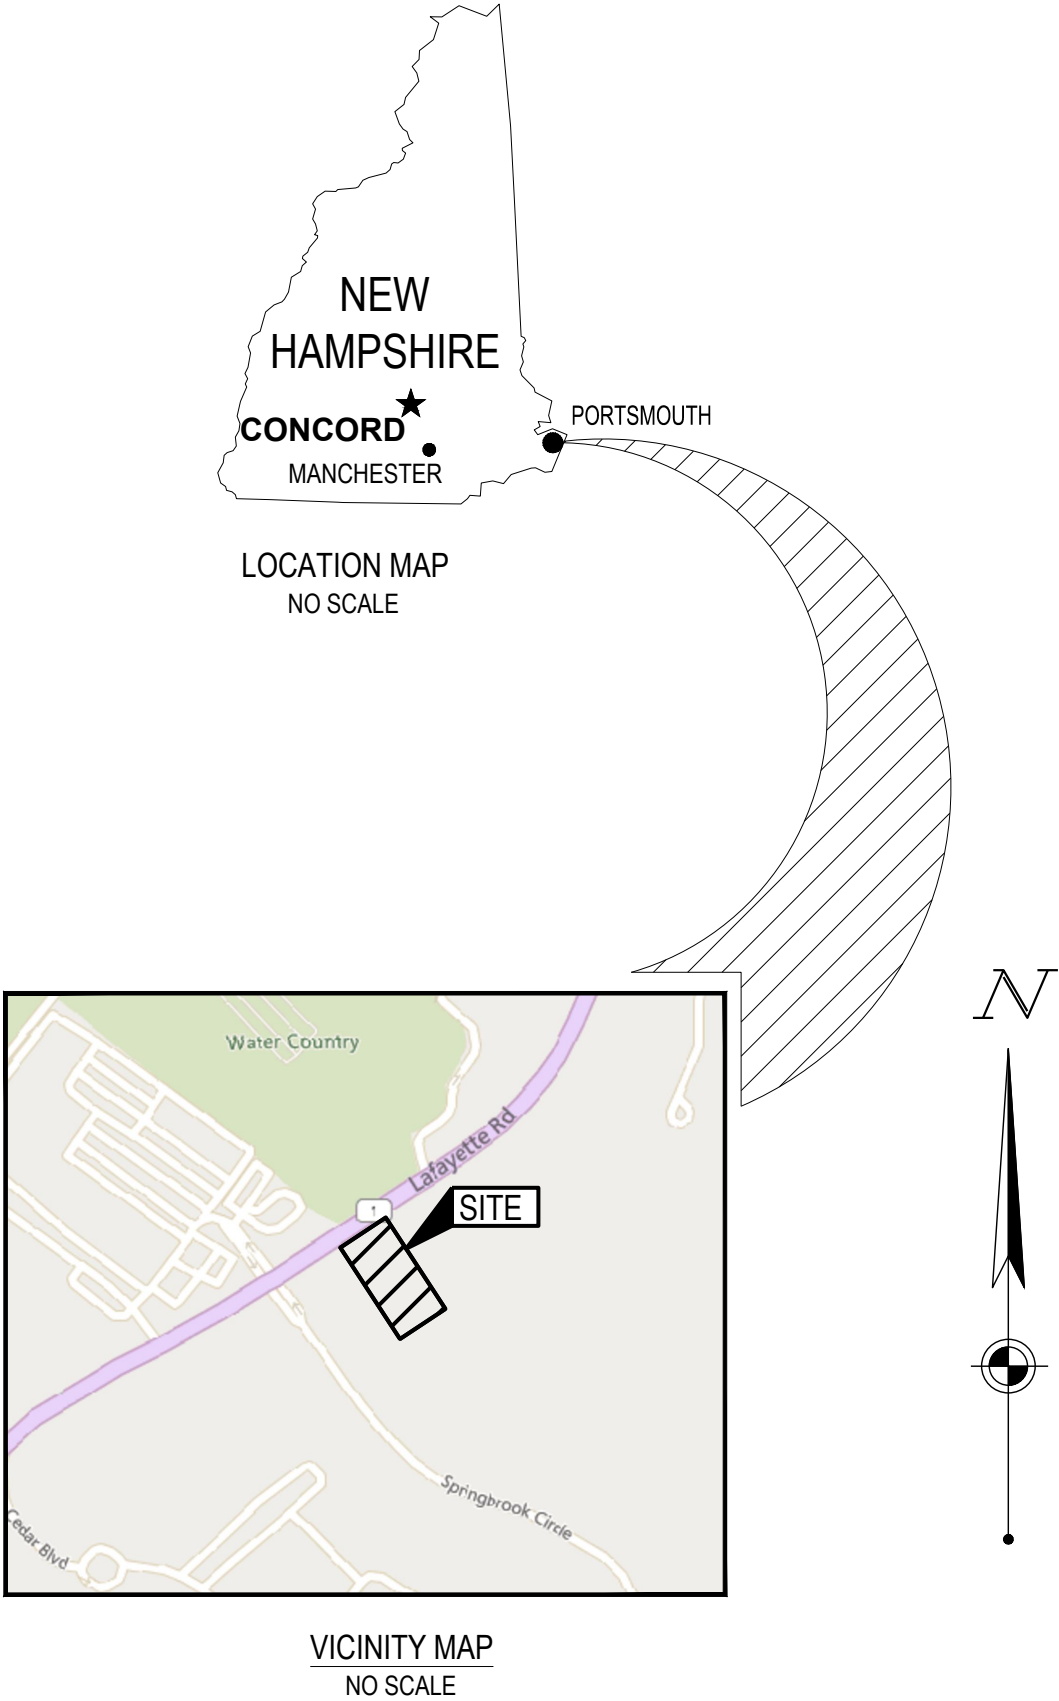 NEW
HAMPSHIRE
PORTSMOUTH
CONCORD
MANCHESTER
LOCATION MAP
NO SCALE
N
Water Country
Lafayette Rd
1
SITE
Springbrook Circle
Cedar Blvd
VICINITY MAP
NO SCALE